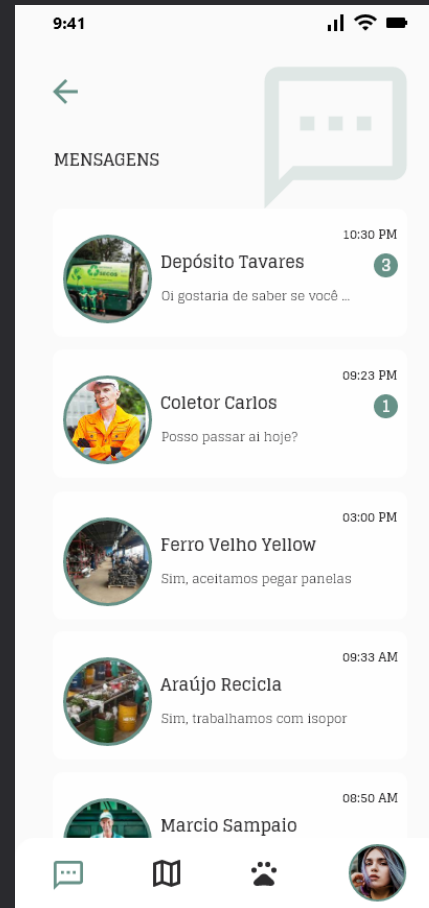 9:41
MENSAGENS
10:30 PM
Depósito Tavares
3
Oi gostaria de saber se você ...
09:23 PM
Coletor Carlos
1
Posso passar ai hoje?
03:00 PM
Ferro Velho Yellow
Sim, aceitamos pegar panelas
09:33 AM
Araújo Recicla
Sim, trabalhamos com isopor
08:50 AM
Marcio Sampaio